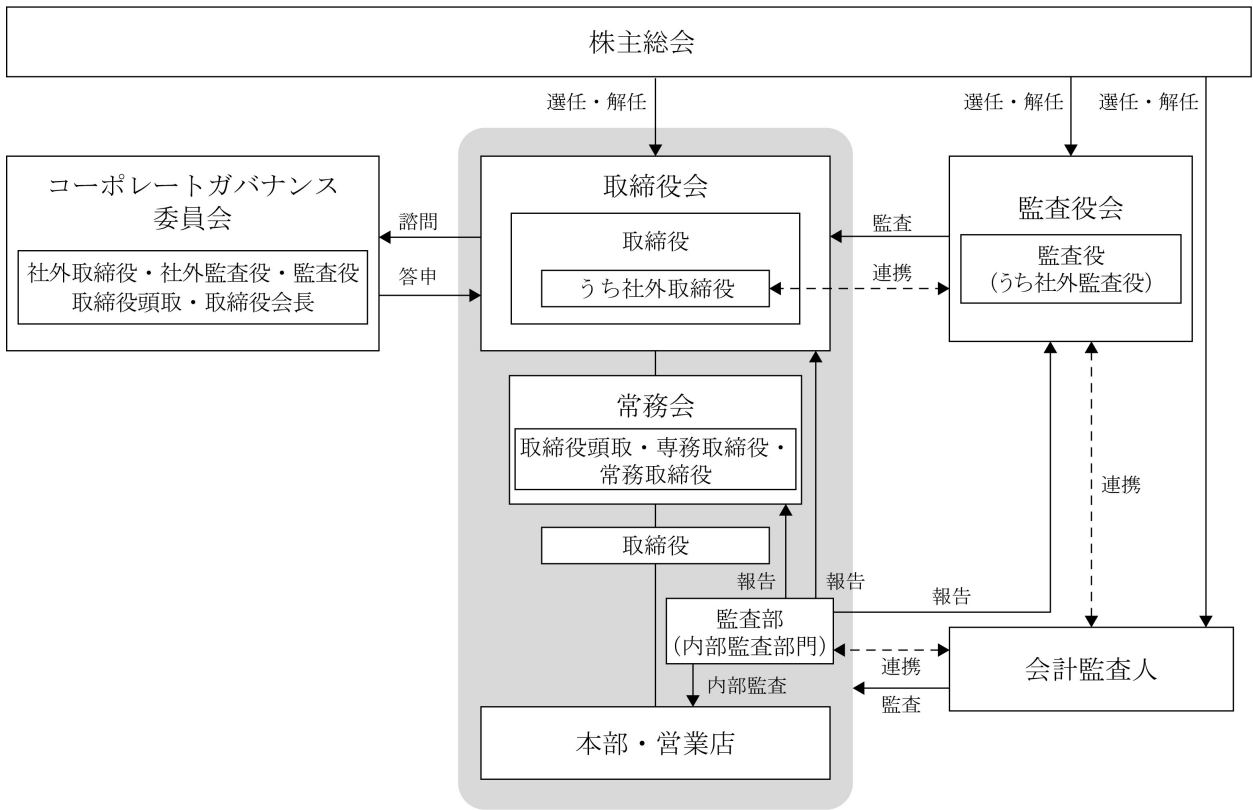 株主総会
選任・解任
選任・解任
選任・解任
コーポレートガバナンス
委員会
社外取締役・社外監査役・監査役
取締役頭取・取締役会長
諮問
答申
取締役会
取締役
うち社外取締役
監査
連携
監査役会
監査役
(うち社外監査役)
常務会
取締役頭取・専務取締役・
常務取締役
取締役
連携
報告
報告
報告
監査部
(内部監査部門)
連携
監査
会計監査人
内部監査
本部・営業店